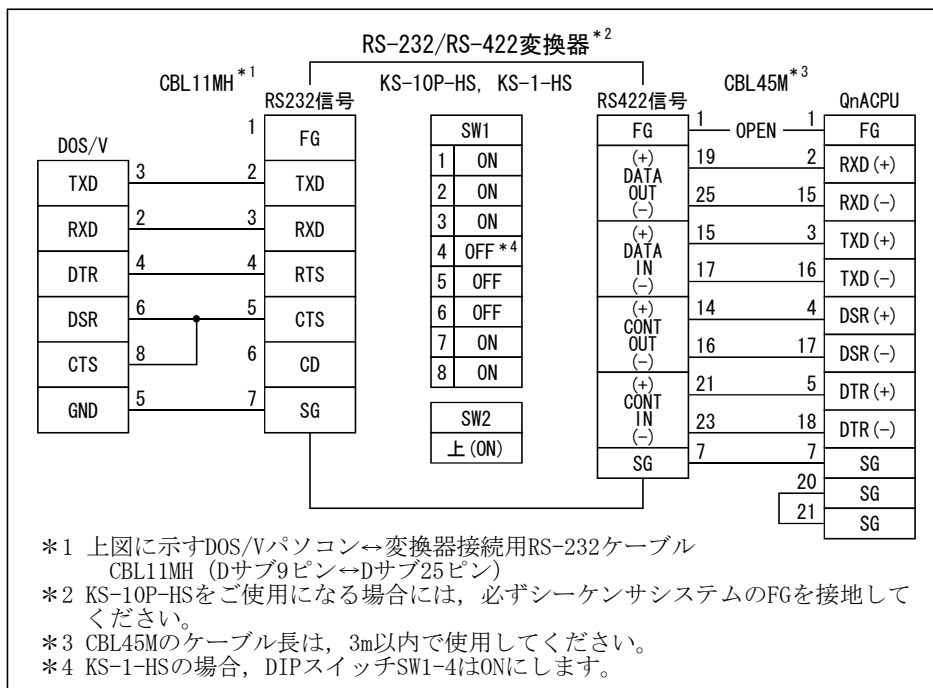 RS-232/RS-422変換器*2
CBL11MH*1
KS-10P-HS, KS-1-HS
CBL45M*3
DOS/V
TXD
RXD
DTR
DSR
CTS
GND
3
2
4
6
8
5
RS232信号
1
2
3
4
5
6
7
FG
TXD
RXD
RTS
CTS
CD
SG
SW1
1 ON
2 ON
3 ON
4 OFF*4
5 OFF
6 OFF
7 ON
8 ON
SW2
上(ON)
RS422信号
FG
(+)
DATA
OUT
(-)
(+)
DATA
IN
(-)
(+)
CONT
OUT
(-)
(+)
CONT
IN
(-)
SG
QnACPU
1 OPEN 1 FG
19 2 RXD(+)
25 15 RXD(-)
15 3 TXD(+)
17 16 TXD(-)
14 4 DSR(+)
16 17 DSR(-)
21 5 DTR(+)
23 18 DTR(-)
7 7 SG
20 SG
21 SG
*1 上図に示すDOS/Vパソコン↔変換器接続用RS-232ケーブル
CBL11MH (Dサブ9ピン↔Dサブ25ピン)
*2 KS-10P-HSをご使用になる場合には，必ずシーケンサシステムのFGを接地して
ください。
*3 CBL45Mのケーブル長は，3m以内で使用してください。
*4 KS-1-HSの場合，DIPスイッチSW1-4はONにします。